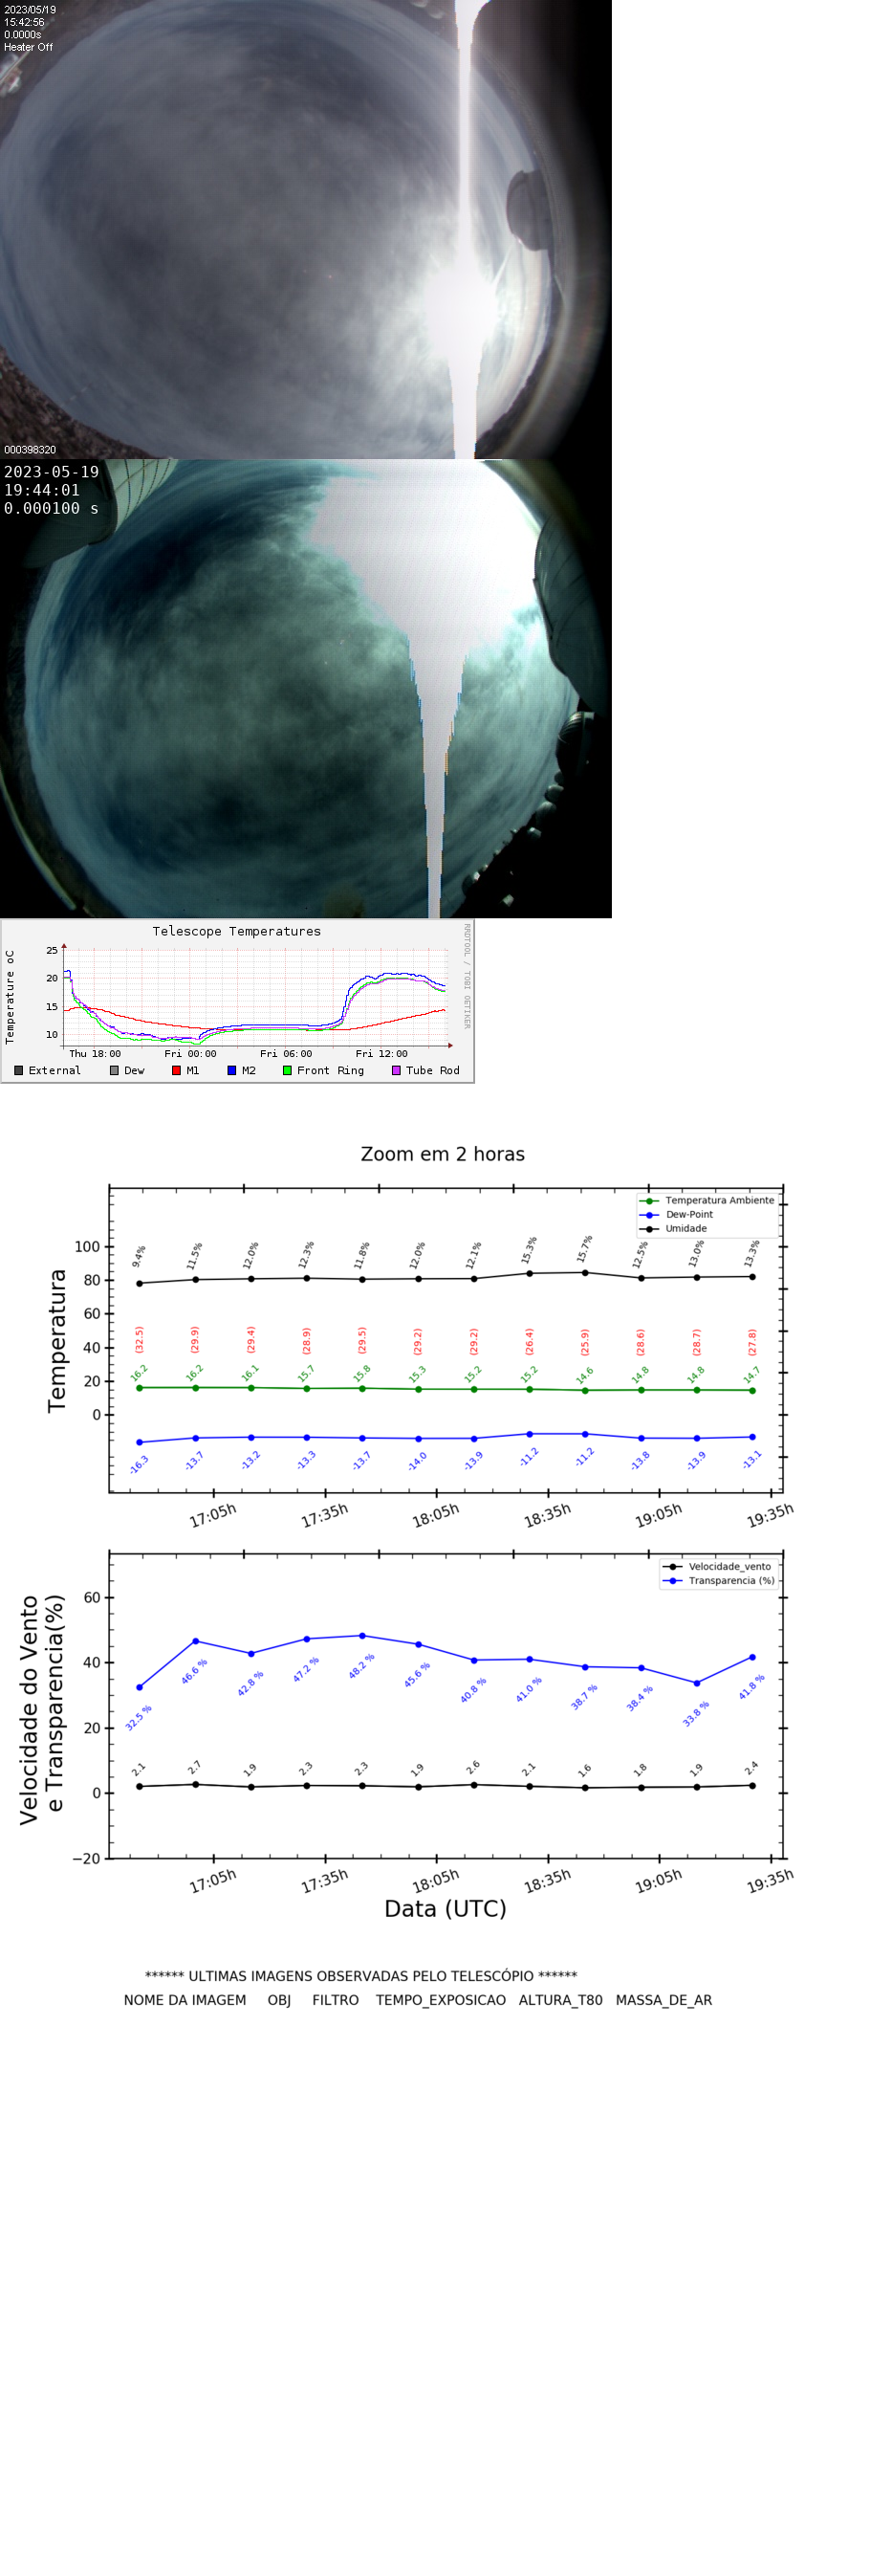 2023/05/19
15:42:56
0.0000s
Heater Off
000398320
2023-05-19
19:44:01
0.000100 s
Telescope Temperatures
RRDTOOL / TOBI OETIKER
Temperature oC
25
20
15
10
Thu 18:00 Fri 00:00 Fri 06:00 Fri 12:00
External Dew M1 M2 Front Ring Tube Rod
Zoom em 2 horas
Temperatura Ambiente
Dew-Point
Umidade
Temperatura
100
80
60
40
20
0
9.4% 11.5% 12.0% 12.3% 11.8% 12.0% 12.1% 15.3% 15.7% 12.5% 13.0% 13.3%
(32.5) (29.9) (29.4) (28.9) (29.5) (29.2) (29.2) (26.4) (25.9) (28.6) (28.7) (27.8)
16.2 16.2 16.1 15.7 15.8 15.3 15.2 15.2 14.6 14.8 14.8 14.7
-16.3 -13.7 -13.2 -13.3 -13.7 -14.0 -13.9 -11.2 -11.2 -13.8 -13.9 -13.1
17:05h 17:35h 18:05h 18:35h 19:05h 19:35h
Velocidade_vento
Transparencia (%)
Velocidade do Vento
e Transparencia(%)
60
40
20
0
−20
32.5 % 46.6 % 42.8 % 47.2 % 48.2 % 45.6 % 40.8 % 41.0 % 38.7 % 38.4 % 33.8 % 41.8 %
2.1 2.7 1.9 2.3 2.3 1.9 2.6 2.1 1.6 1.8 1.9 2.4
17:05h 17:35h 18:05h 18:35h 19:05h 19:35h
Data (UTC)
****** ULTIMAS IMAGENS OBSERVADAS PELO TELESCÓPIO ******
NOME DA IMAGEM OBJ FILTRO TEMPO_EXPOSICAO ALTURA_T80 MASSA_DE_AR